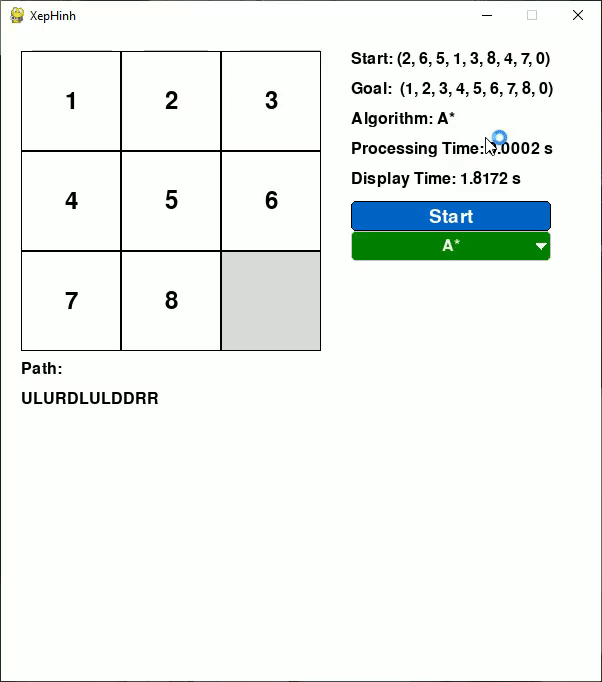 XepHinh
1 2 3
4 5 6
7 8
Start: (2, 6, 5, 1, 3, 8, 4, 7, 0)
Goal: (1, 2, 3, 4, 5, 6, 7, 8, 0)
Algorithm: A*
Processing Time: .0002 s
Display Time: 1.8172 s
Start
A*
Path:
ULURDLULDDRR